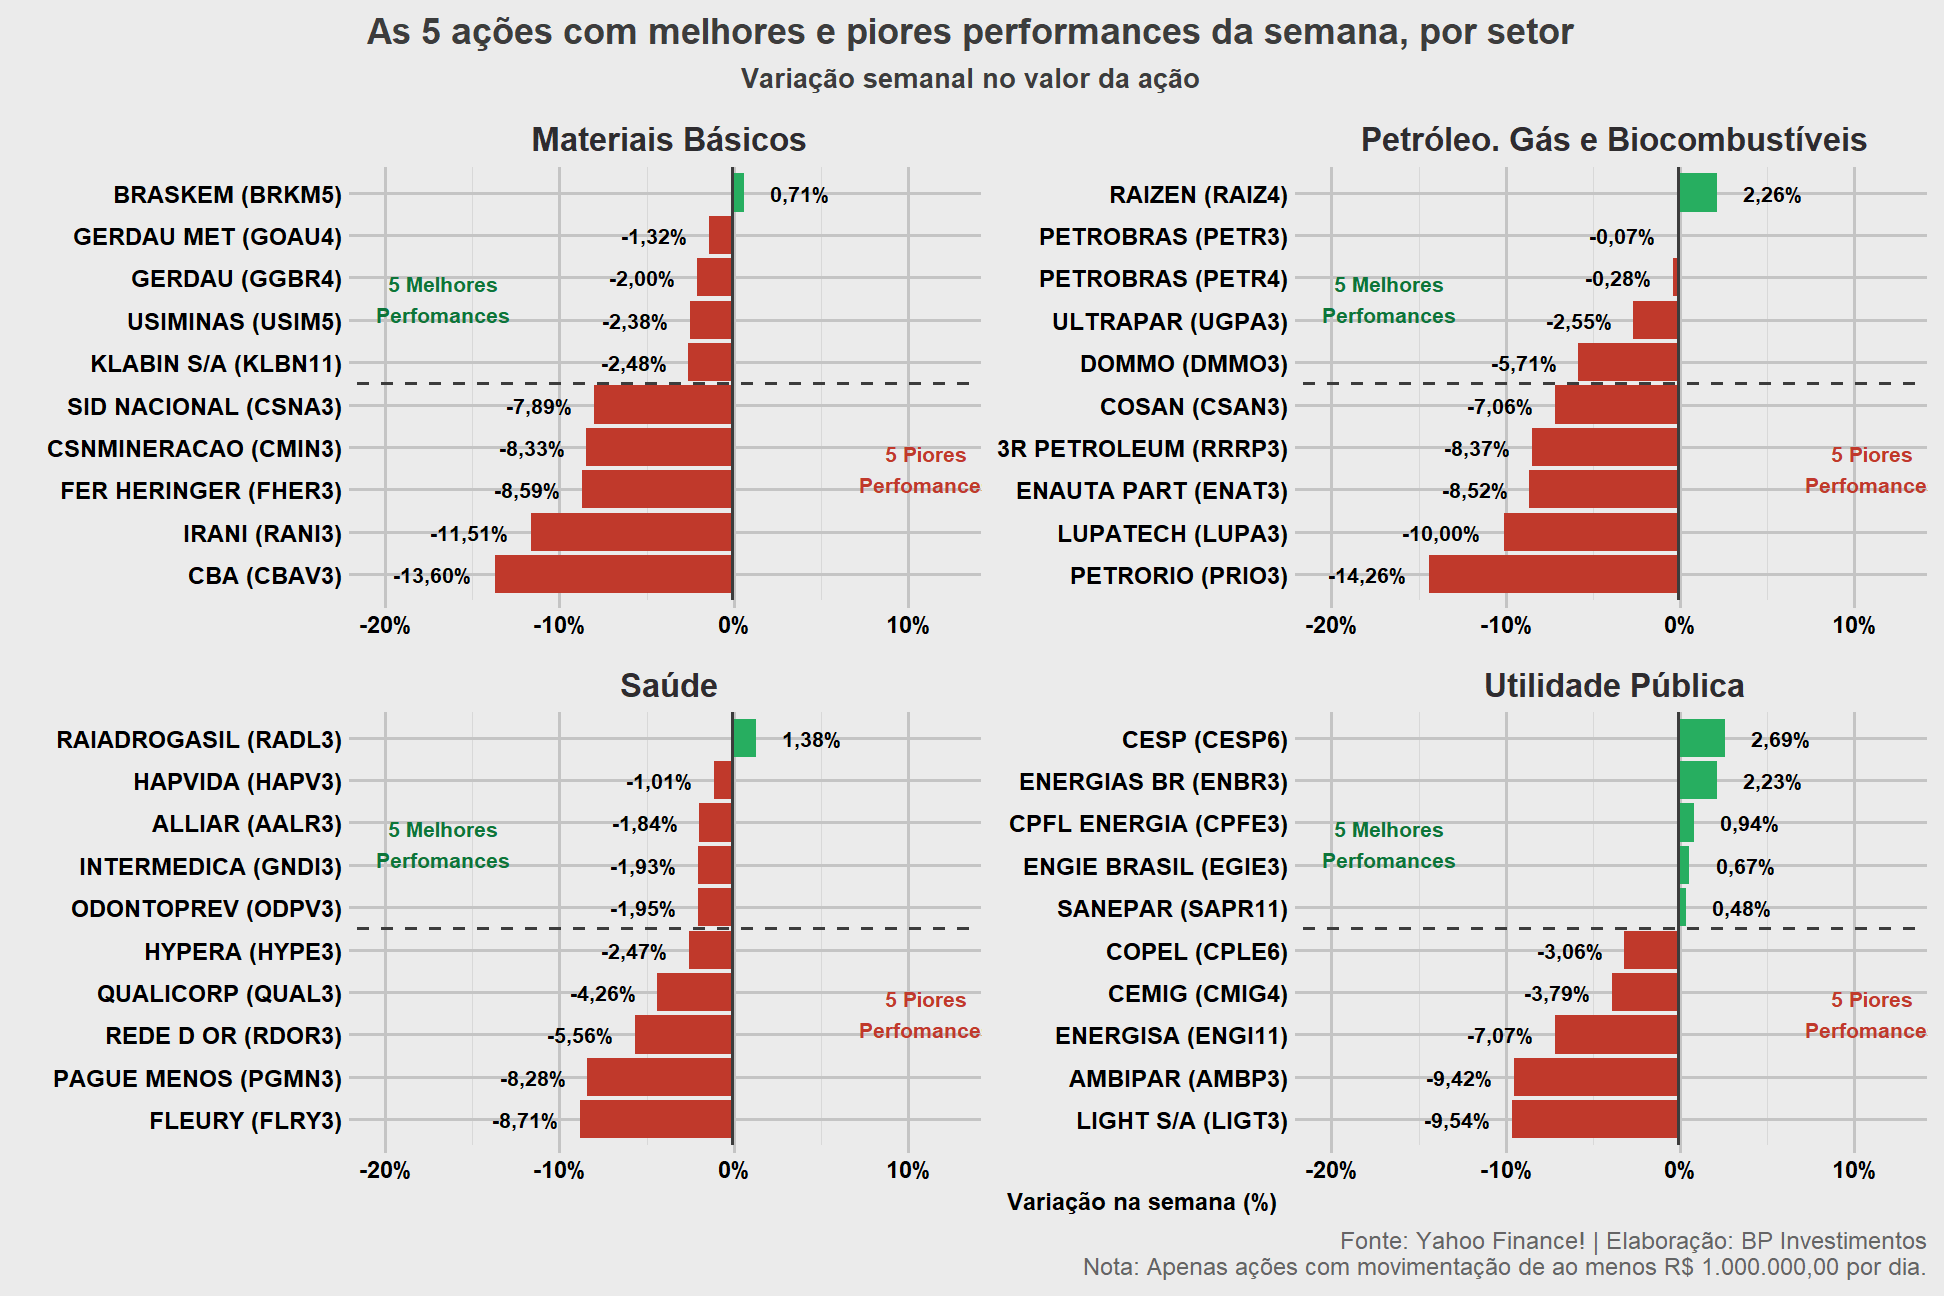 As 5 ações com melhores e piores performances da semana, por setor
Variação semanal no valor da ação
Materiais Básicos
BRASKEM (BRKM5) 0,71%
GERDAU MET (GOAU4) -1,32%
GERDAU (GGBR4) -2,00%
USIMINAS (USIM5) -2,38%
KLABIN S/A (KLBN11) -2,48%
SID NACIONAL (CSNA3) -7,89%
CSNMINERACAO (CMIN3) -8,33%
FER HERINGER (FHER3) -8,59%
IRANI (RANI3) -11,51%
CBA (CBAV3) -13,60%
5 Melhores
Perfomances
5 Piores
Perfomance
-20% -10% 0% 10%
Petróleo. Gás e Biocombustíveis
RAIZEN (RAIZ4) 2,26%
PETROBRAS (PETR3) -0,07%
PETROBRAS (PETR4) -0,28%
ULTRAPAR (UGPA3) -2,55%
DOMMO (DMMO3) -5,71%
COSAN (CSAN3) -7,06%
3R PETROLEUM (RRRP3) -8,37%
ENAUTA PART (ENAT3) -8,52%
LUPATECH (LUPA3) -10,00%
PETRORIO (PRIO3) -14,26%
5 Melhores
Perfomances
5 Piores
Perfomance
-20% -10% 0% 10%
Saúde
RAIADROGASIL (RADL3) 1,38%
HAPVIDA (HAPV3) -1,01%
ALLIAR (AALR3) -1,84%
INTERMEDICA (GNDI3) -1,93%
ODONTOPREV (ODPV3) -1,95%
HYPERA (HYPE3) -2,47%
QUALICORP (QUAL3) -4,26%
REDE D OR (RDOR3) -5,56%
PAGUE MENOS (PGMN3) -8,28%
FLEURY (FLRY3) -8,71%
5 Melhores
Perfomances
5 Piores
Perfomance
-20% -10% 0% 10%
Utilidade Pública
CESP (CESP6) 2,69%
ENERGIAS BR (ENBR3) 2,23%
CPFL ENERGIA (CPFE3) 0,94%
ENGIE BRASIL (EGIE3) 0,67%
SANEPAR (SAPR11) 0,48%
COPEL (CPLE6) -3,06%
CEMIG (CMIG4) -3,79%
ENERGISA (ENGI11) -7,07%
AMBIPAR (AMBP3) -9,42%
LIGHT S/A (LIGT3) -9,54%
5 Melhores
Perfomances
5 Piores
Perfomance
-20% -10% 0% 10%
Variação na semana (%)
Fonte: Yahoo Finance! | Elaboração: BP Investimentos
Nota: Apenas ações com movimentação de ao menos R$ 1.000.000,00 por dia.